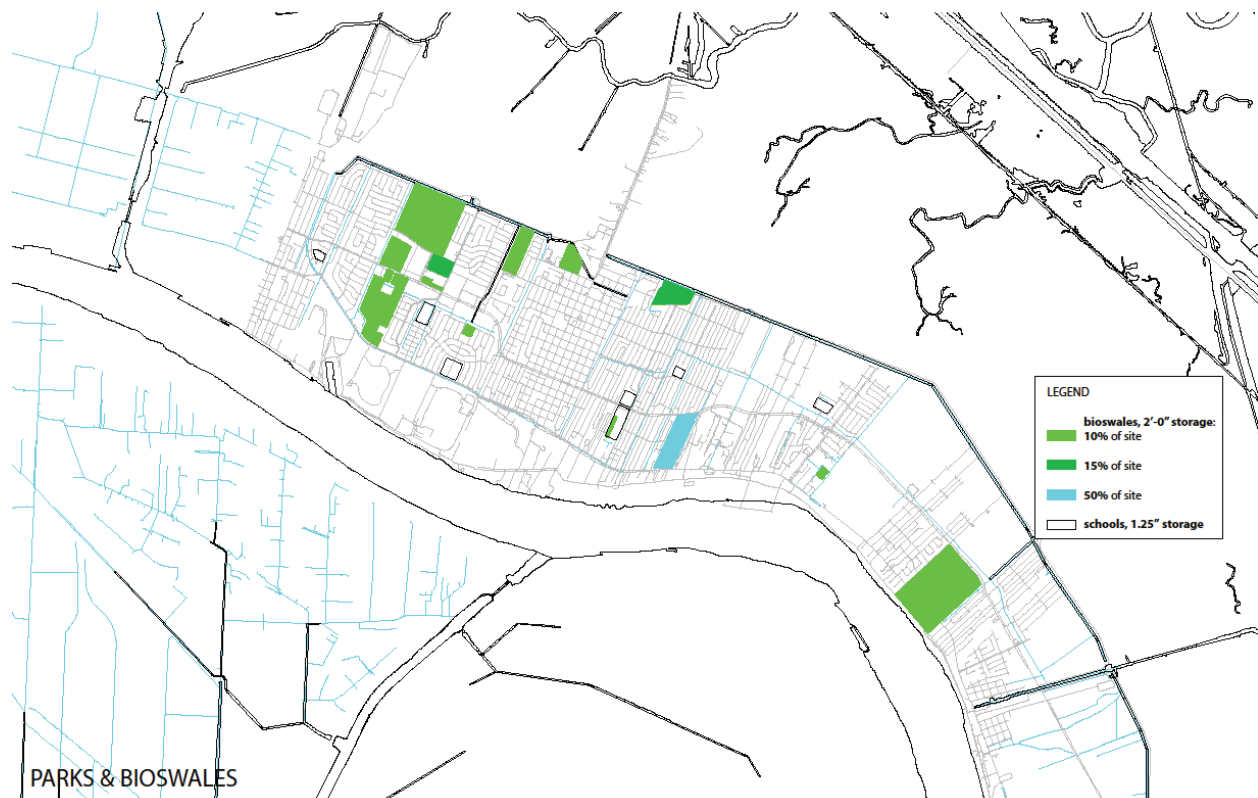 LEGEND
bioswales, 2'-0" storage:
10% of site
15% of site
50% of site
schools, 1.25" storage
PARKS & BIOSWALES